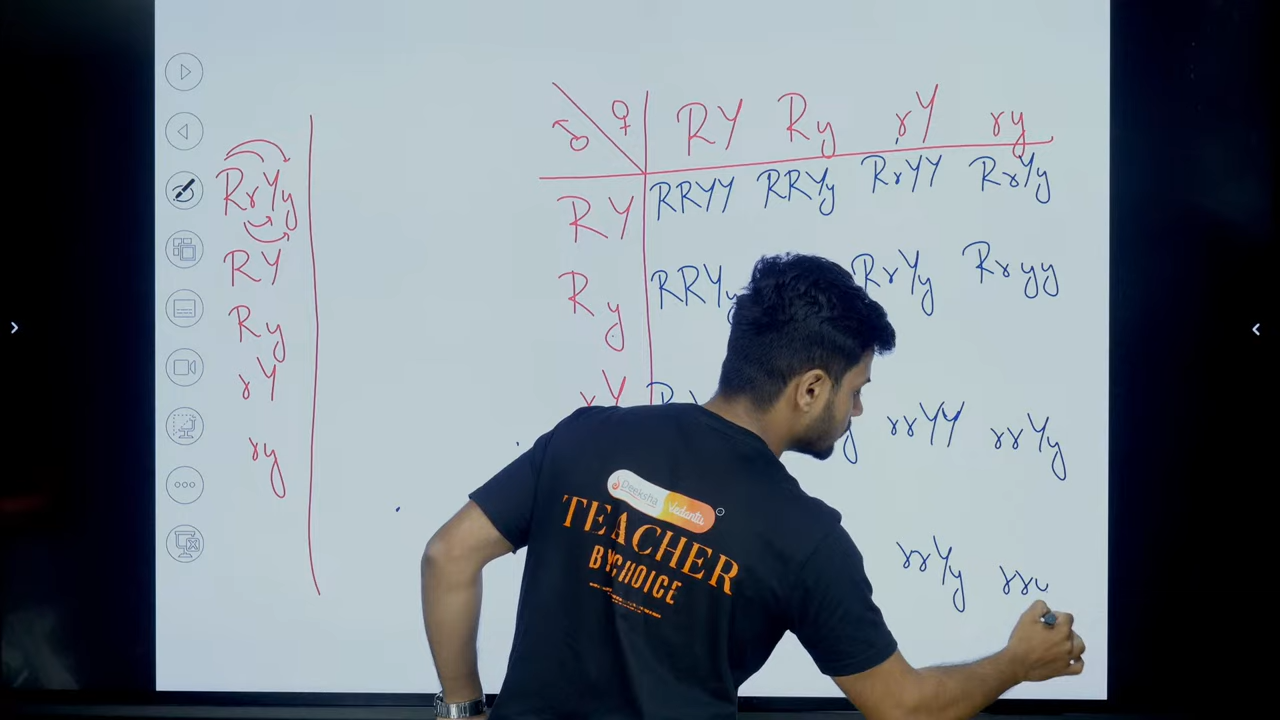 RrYy
RY
Ry
rY
ry
♂ ♀ RY Ry rY ry
RY RRYY RRYy RrYY RrYy
Ry RRYy RrYy Rryy
rY rrYY rrYy
rrYy
Deeksha Vedantu
TEACHER
BY CHOICE